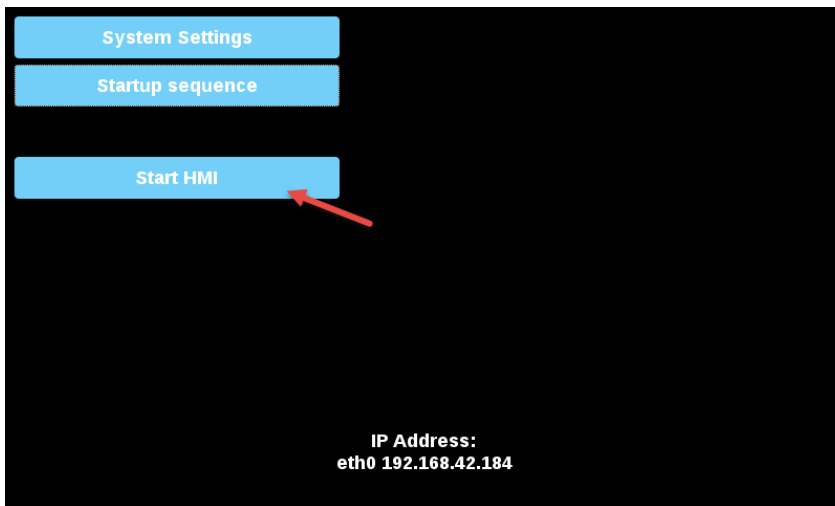 System Settings
Startup sequence
Start HMI
IP Address:
eth0 192.168.42.184